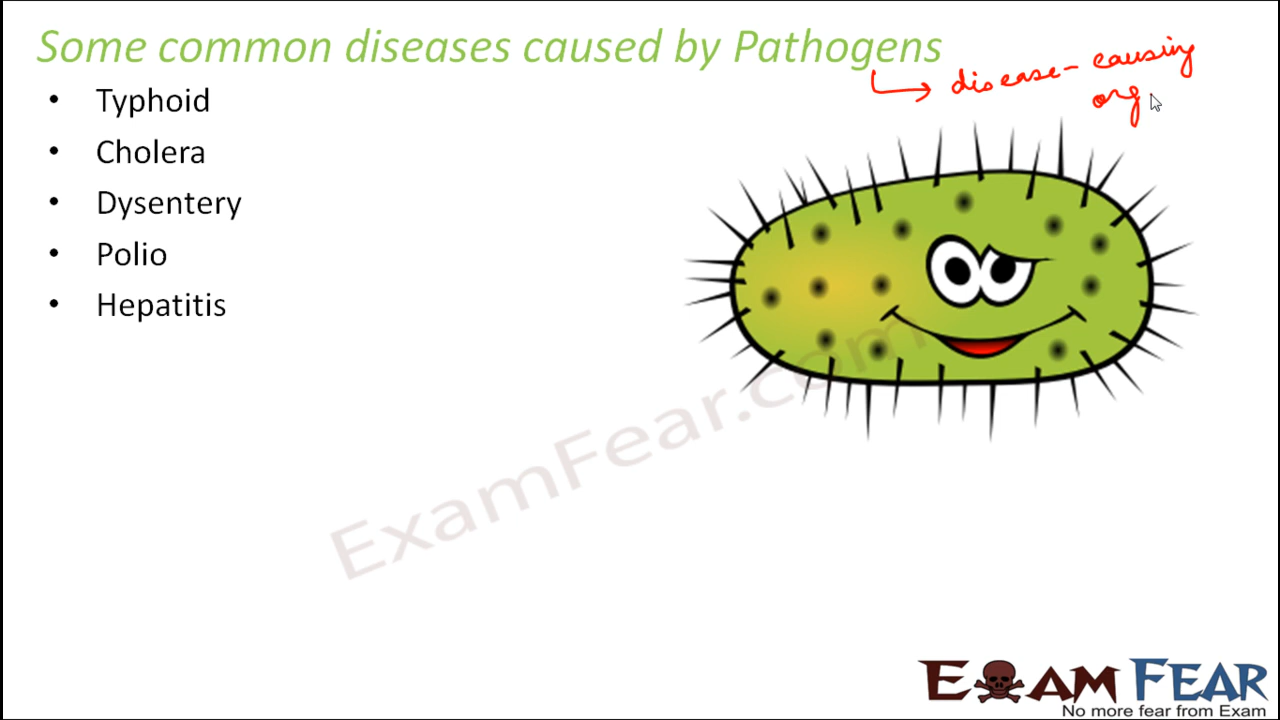 Some common diseases caused by Pathogens
disease-causing
org
• Typhoid
• Cholera
• Dysentery
• Polio
• Hepatitis
ExamFear.com
EXAM FEAR
No more fear from Exam